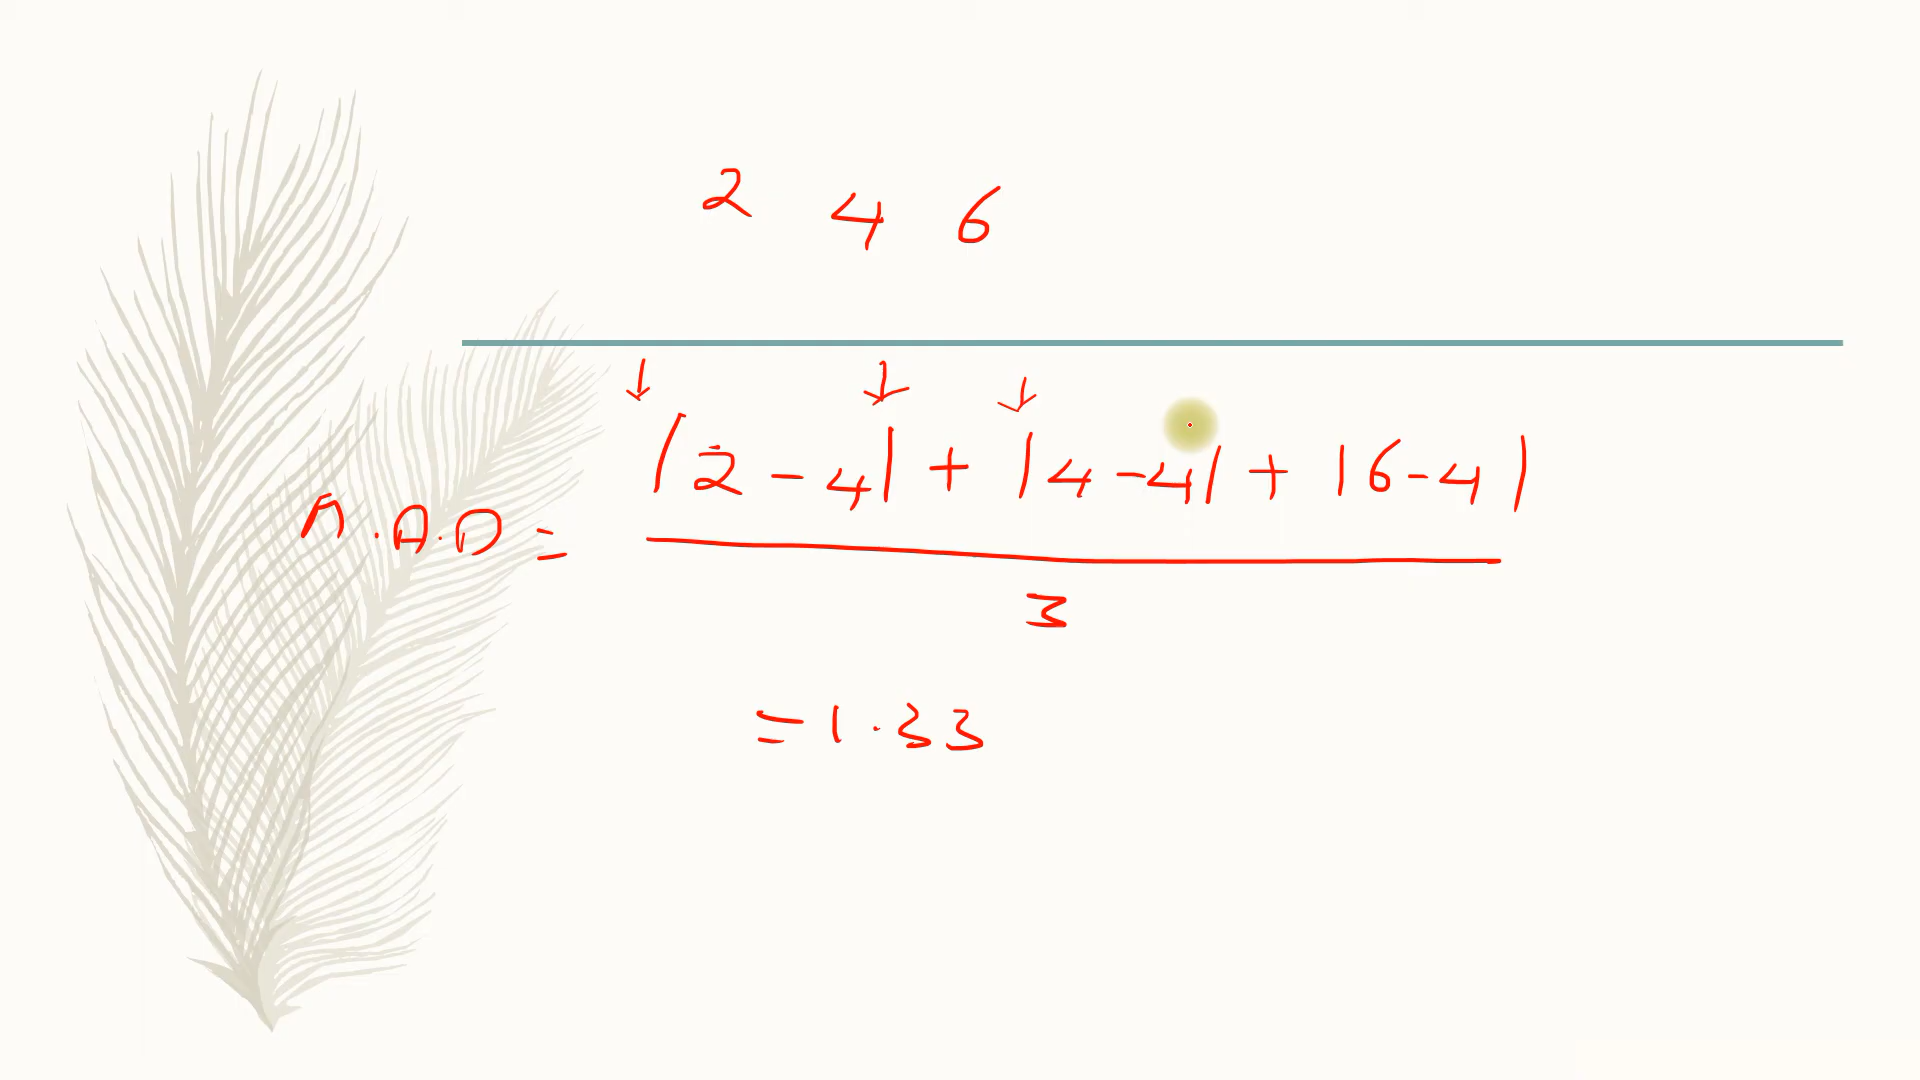 2 4 6
|2 - 4| + |4 - 4| + |6 - 4|
M.A.D =
3
= 1.33